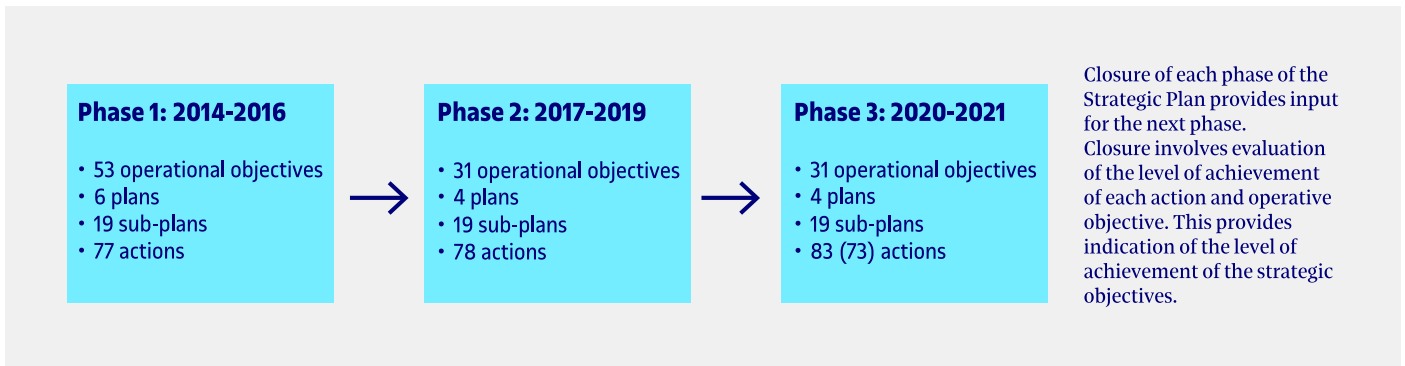 Phase 1: 2014-2016
• 53 operational objectives
• 6 plans
• 19 sub-plans
• 77 actions
Phase 2: 2017-2019
• 31 operational objectives
• 4 plans
• 19 sub-plans
• 78 actions
Phase 3: 2020-2021
• 31 operational objectives
• 4 plans
• 19 sub-plans
• 83 (73) actions
Closure of each phase of the
Strategic Plan provides input
for the next phase.
Closure involves evaluation
of the level of achievement
of each action and operative
objective. This provides
indication of the level of
achievement of the strategic
objectives.